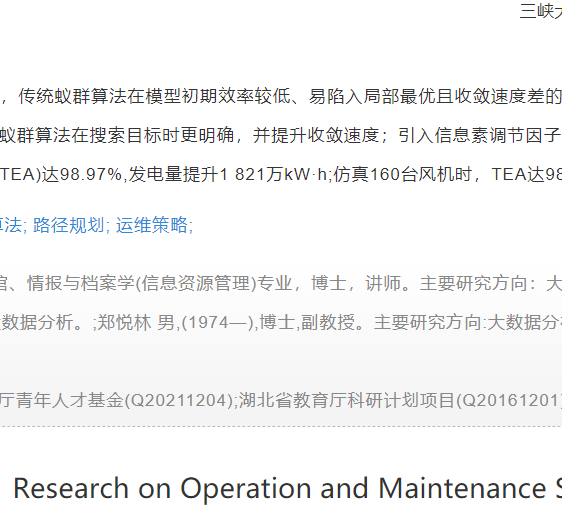 三峡大
，传统蚁群算法在模型初期效率较低、易陷入局部最优且收敛速度差的
蚁群算法在搜索目标时更明确，并提升收敛速度；引入信息素调节因子
(TEA)达98.97%,发电量提升1 821万kW·h;仿真160台风机时，TEA达98
算法; 路径规划; 运维策略;
馆、情报与档案学(信息资源管理)专业，博士，讲师。主要研究方向：大
数据分析。;郑悦林 男,(1974—),博士,副教授。主要研究方向:大数据分
厅青年人才基金(Q20211204);湖北省教育厅科研计划项目(Q20161201)
Research on Operation and Maintenance S